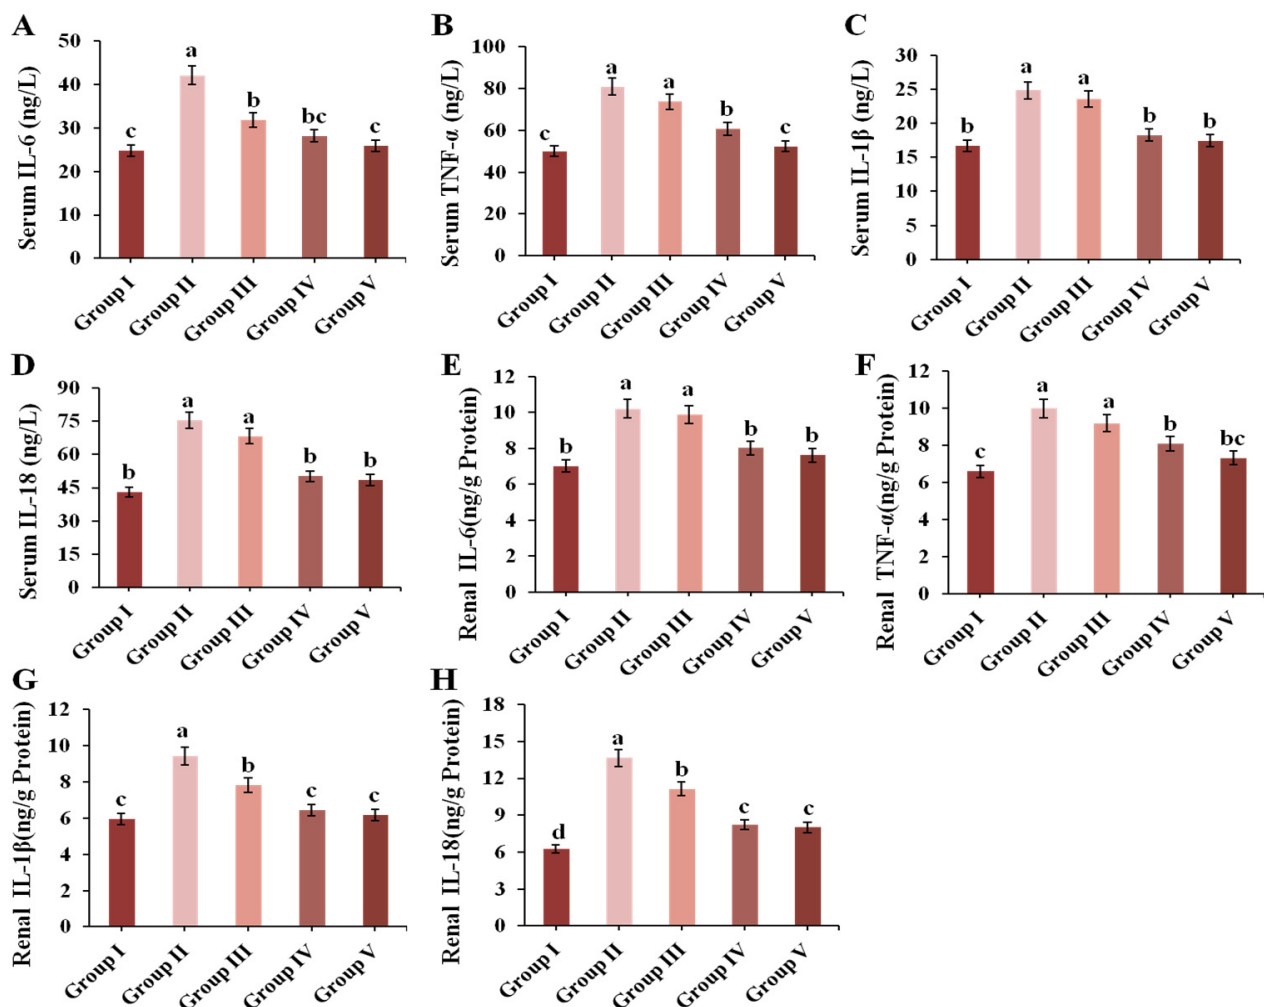 A
Serum IL-6 (ng/L)
50
40
30
20
10
0
c
a
b
bc
c
Group I
Group II
Group III
Group IV
Group V
B
Serum TNF-α (ng/L)
100
80
60
40
20
0
c
a
a
b
c
Group I
Group II
Group III
Group IV
Group V
C
Serum IL-1β (ng/L)
30
25
20
15
10
5
0
b
a
a
b
b
Group I
Group II
Group III
Group IV
Group V
D
Serum IL-18 (ng/L)
90
75
60
45
30
15
0
b
a
a
b
b
Group I
Group II
Group III
Group IV
Group V
E
Renal IL-6(ng/g Protein)
12
10
8
6
4
2
0
b
a
a
b
b
Group I
Group II
Group III
Group IV
Group V
F
Renal TNF-α(ng/g Protein)
12
10
8
6
4
2
0
c
a
a
b
bc
Group I
Group II
Group III
Group IV
Group V
G
Renal IL-1β(ng/g Protein)
12
10
8
6
4
2
0
c
a
b
c
c
Group I
Group II
Group III
Group IV
Group V
H
Renal IL-18(ng/g Protein)
18
15
12
9
6
3
0
d
a
b
c
c
Group I
Group II
Group III
Group IV
Group V